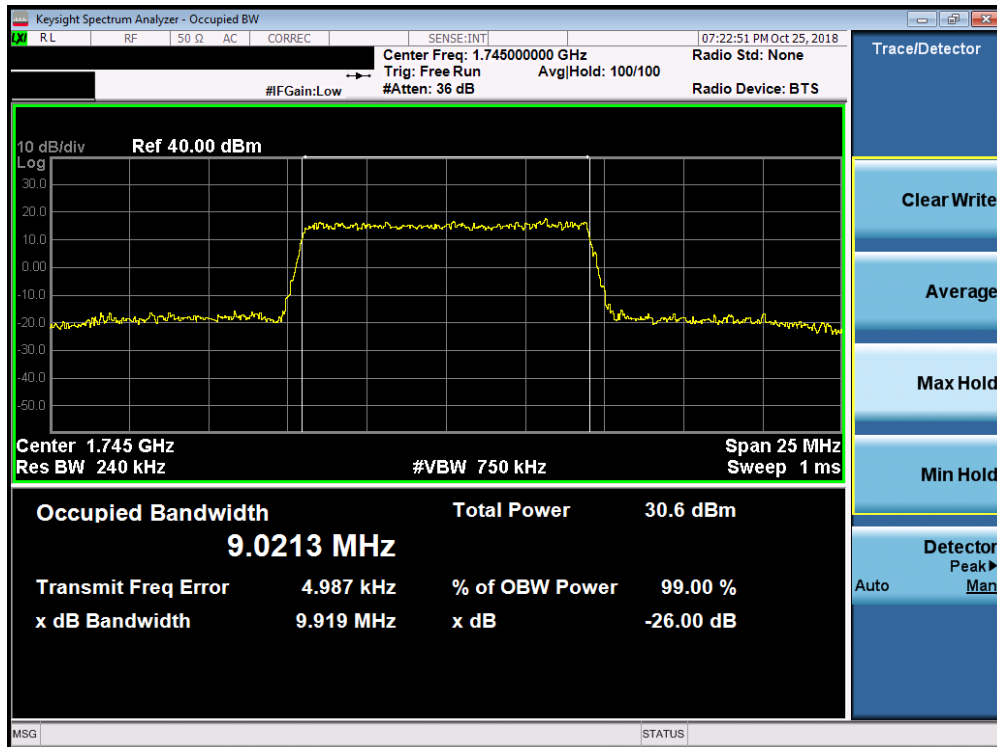 Keysight Spectrum Analyzer - Occupied BW
LXI RL RF 50 Ω AC CORREC SENSE:INT 07:22:51 PM Oct 25, 2018
Center Freq: 1.745000000 GHz Radio Std: None
Trig: Free Run Avg|Hold: 100/100
#IFGain:Low #Atten: 36 dB Radio Device: BTS
10 dB/div Ref 40.00 dBm
Log
30.0
20.0
10.0
0.00
-10.0
-20.0
-30.0
-40.0
-50.0
Center 1.745 GHz Span 25 MHz
Res BW 240 kHz #VBW 750 kHz Sweep 1 ms
Occupied Bandwidth Total Power 30.6 dBm
9.0213 MHz
Transmit Freq Error 4.987 kHz % of OBW Power 99.00 %
x dB Bandwidth 9.919 MHz x dB -26.00 dB
Trace/Detector
Clear Write
Average
Max Hold
Min Hold
Detector
Peak▶
Auto Man
MSG STATUS